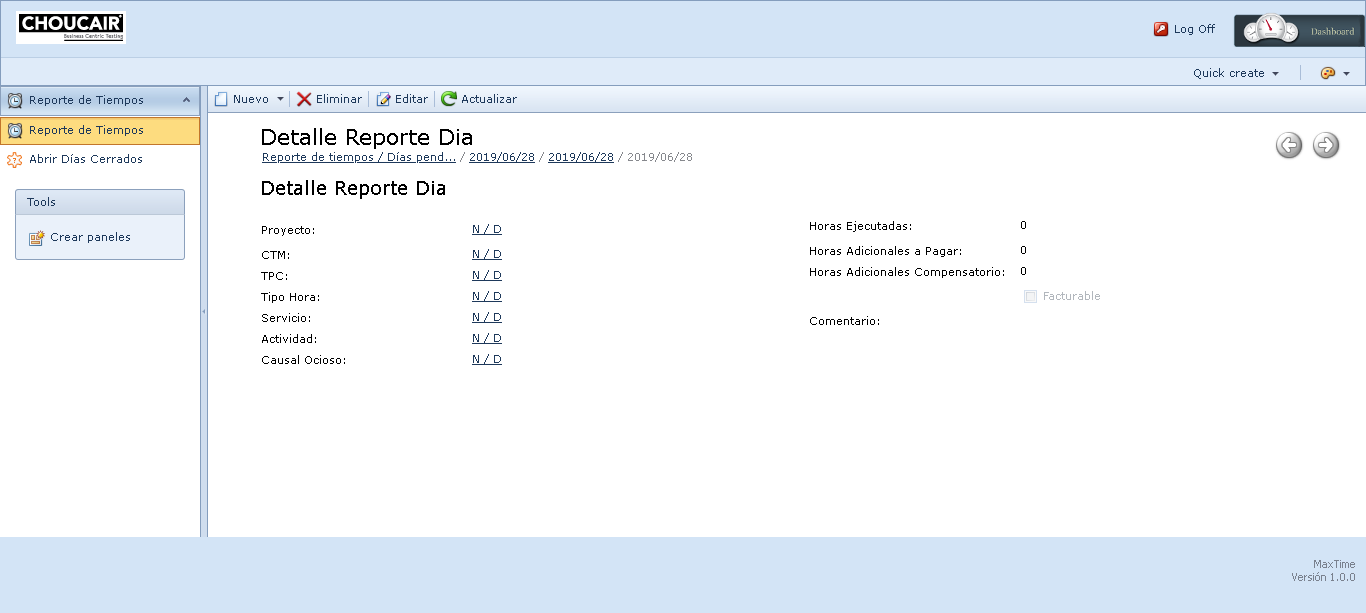 CHOUCAIR
Business Centric Testing
Log Off
Dashboard
Quick create
Reporte de Tiempos
Nuevo
Eliminar
Editar
Actualizar
Reporte de Tiempos
Abrir Días Cerrados
Tools
Crear paneles
Detalle Reporte Dia
Reporte de tiempos / Días pend... / 2019/06/28 / 2019/06/28 / 2019/06/28
Detalle Reporte Dia
Proyecto: N / D
CTM: N / D
TPC: N / D
Tipo Hora: N / D
Servicio: N / D
Actividad: N / D
Causal Ocioso: N / D
Horas Ejecutadas: 0
Horas Adicionales a Pagar: 0
Horas Adicionales Compensatorio: 0
Facturable
Comentario:
MaxTime
Versión 1.0.0